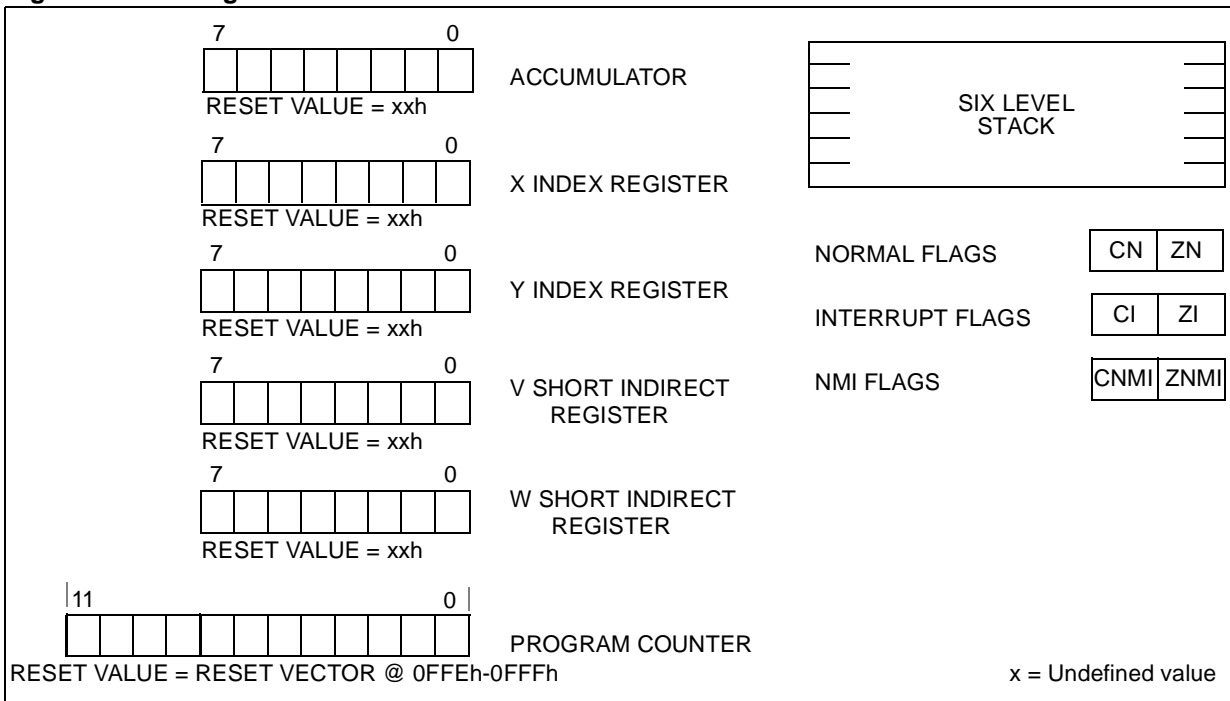 7 0
ACCUMULATOR
RESET VALUE = xxh
7 0
X INDEX REGISTER
RESET VALUE = xxh
7 0
Y INDEX REGISTER
RESET VALUE = xxh
7 0
V SHORT INDIRECT
REGISTER
RESET VALUE = xxh
7 0
W SHORT INDIRECT
REGISTER
RESET VALUE = xxh
11 0
PROGRAM COUNTER
RESET VALUE = RESET VECTOR @ 0FFEh-0FFFh
SIX LEVEL
STACK
NORMAL FLAGS CN ZN
INTERRUPT FLAGS CI ZI
NMI FLAGS CNMI ZNMI
x = Undefined value